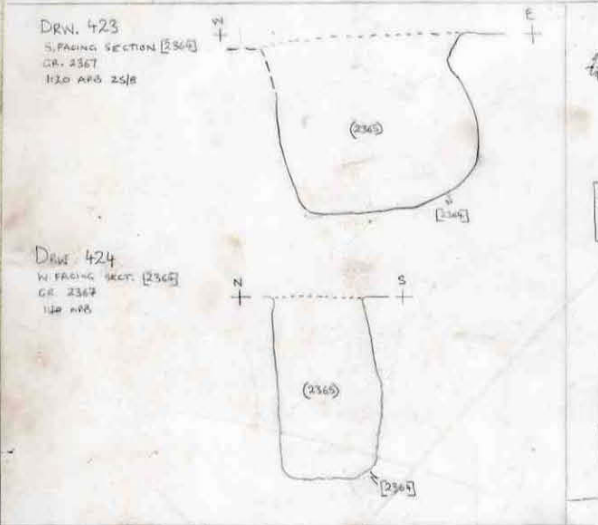 DRW. 423
S. FACING SECTION [2364]
GR. 2367
1:20 APB 25/8
W
E
(2365)
[2364]
DRW. 424
W. FACING SECT. [2364]
GR. 2367
1:20 APB
N
S
(2365)
[2364]